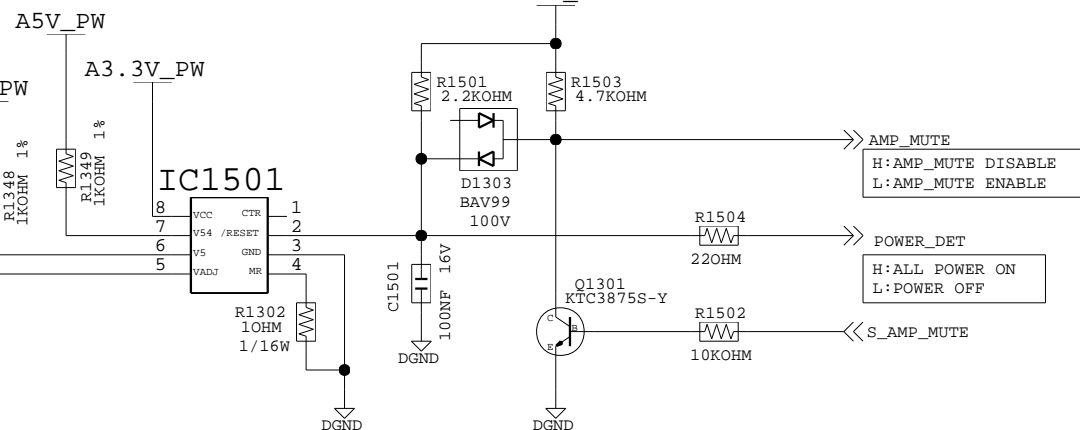 A5V_PW
A3.3V_PW
PW
R1348
1KOHM 1%
R1349
1KOHM 1%
IC1501
8 VCC CTR 1
7 V54 /RESET 2
6 V5 GND 3
5 VADJ MR 4
R1302
1OHM
1/16W
DGND
R1501
2.2KOHM
R1503
4.7KOHM
D1303
BAV99
100V
C1501
100NF 16V
DGND
AMP_MUTE
H:AMP_MUTE DISABLE
L:AMP_MUTE ENABLE
R1504
22OHM
POWER_DET
H:ALL POWER ON
L:POWER OFF
Q1301
KTC3875S-Y
C
B
E
R1502
10KOHM
S_AMP_MUTE
DGND